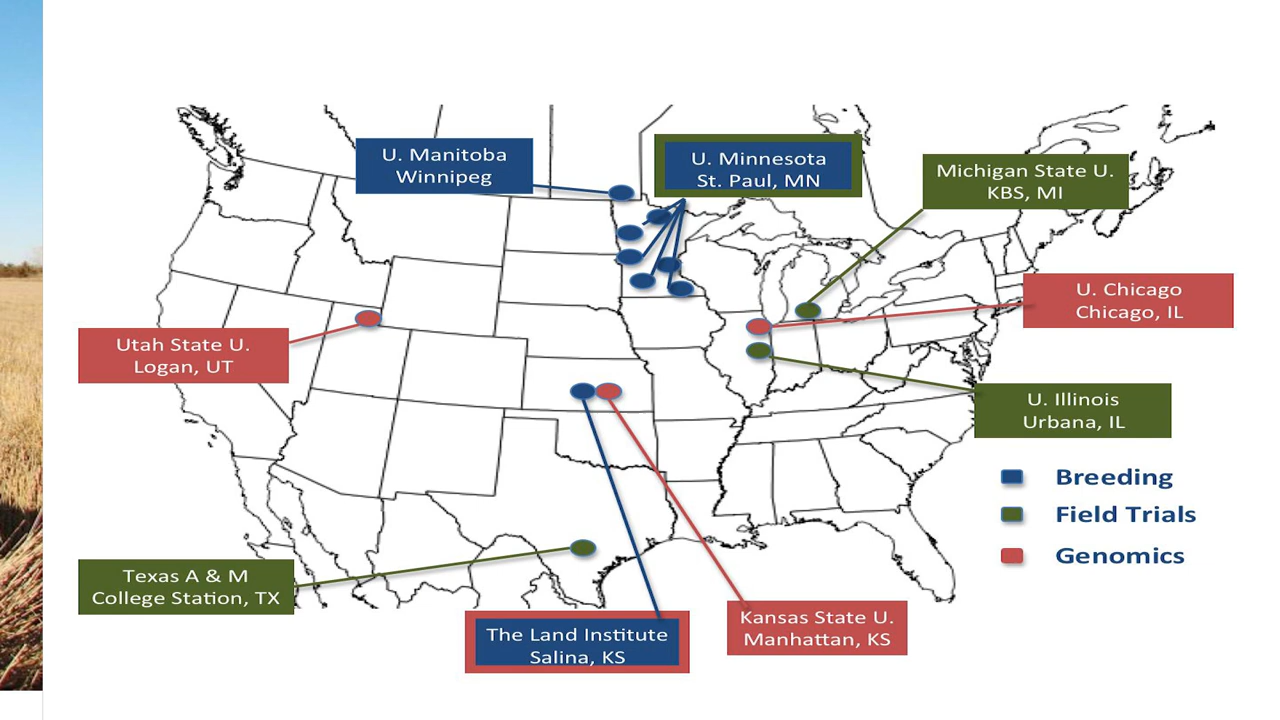 U. Manitoba
Winnipeg
U. Minnesota
St. Paul, MN
Michigan State U.
KBS, MI
U. Chicago
Chicago, IL
Utah State U.
Logan, UT
U. Illinois
Urbana, IL
Breeding
Field Trials
Genomics
Texas A & M
College Station, TX
The Land Institute
Salina, KS
Kansas State U.
Manhattan, KS